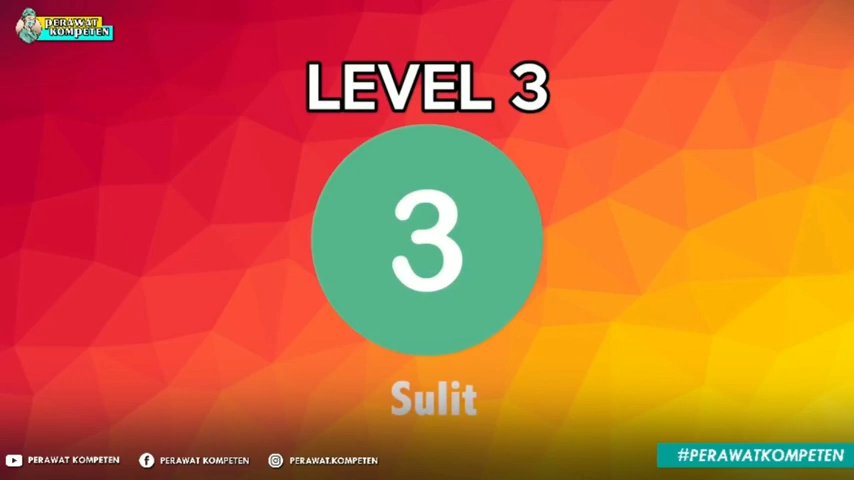 PERAWAT
KOMPETEN
LEVEL 3
3
Sulit
PERAWAT KOMPETEN
PERAWAT KOMPETEN
PERAWAT.KOMPETEN
#PERAWATKOMPETEN